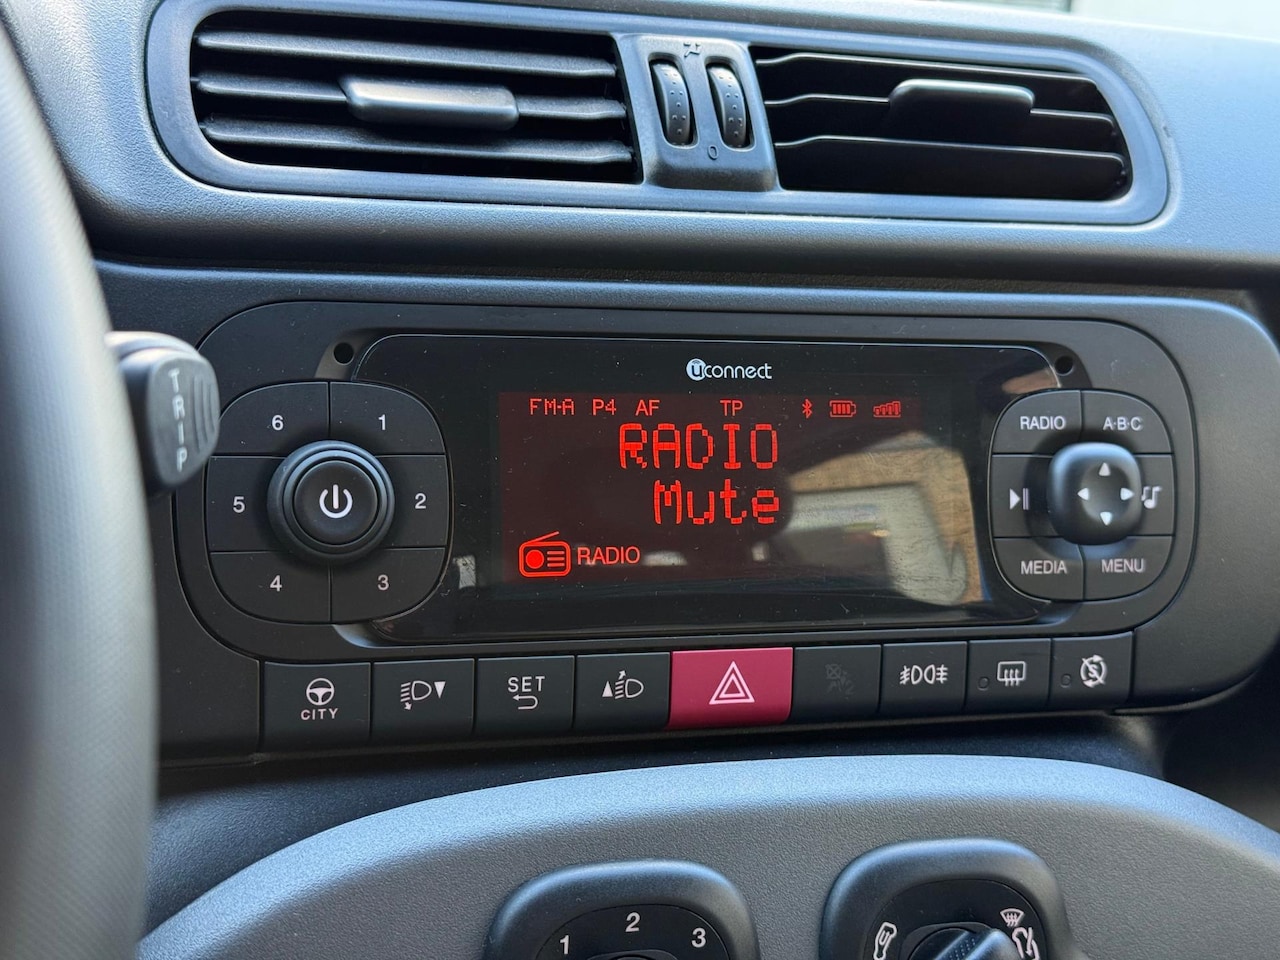 O
TRIP
uconnect
FM-A P4 AF TP
RADIO
Mute
RADIO
6 1
5 2
4 3
RADIO A·B·C
MEDIA MENU
CITY
SET
1 2 3